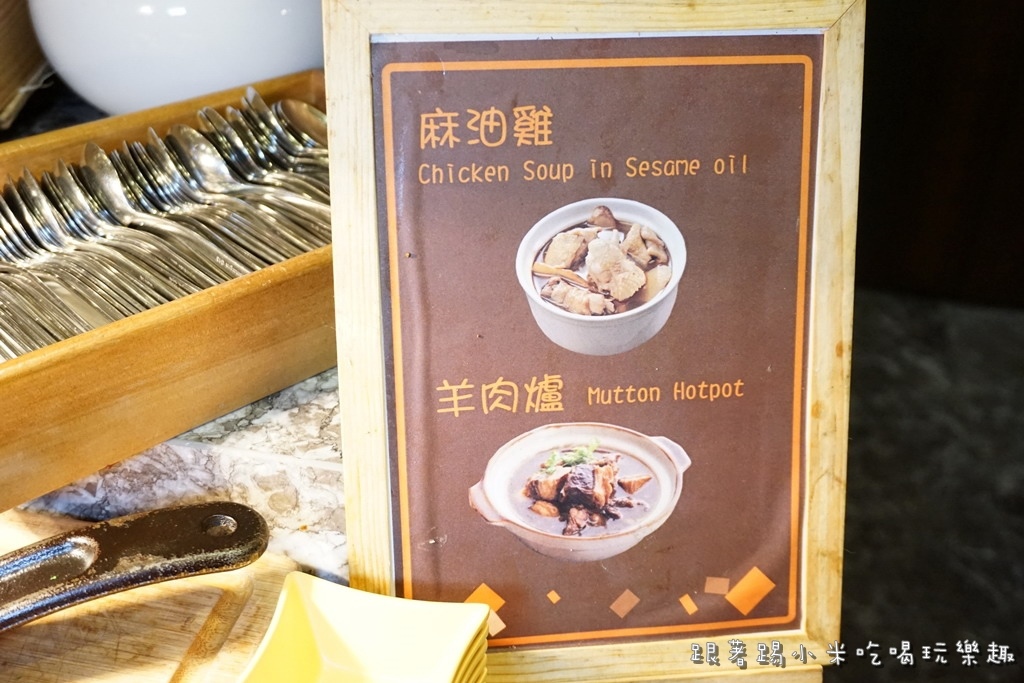 麻油雞
Chicken Soup in Sesame oil
羊肉爐 Mutton Hotpot
跟著踢小米吃喝玩樂趣